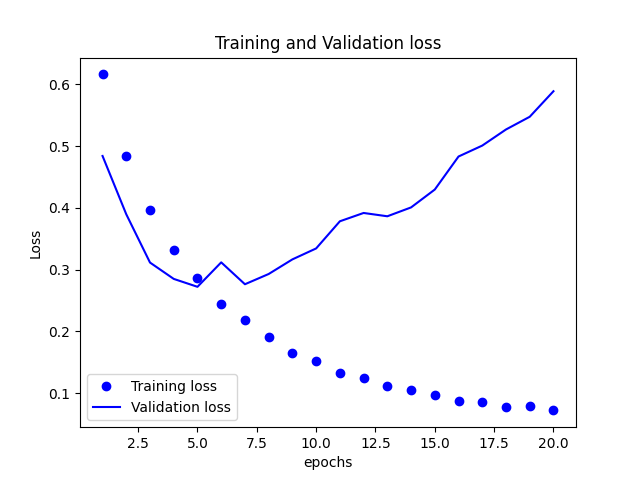 Training and Validation loss
Loss
0.6
0.5
0.4
0.3
0.2
0.1
Training loss
Validation loss
2.5 5.0 7.5 10.0 12.5 15.0 17.5 20.0
epochs